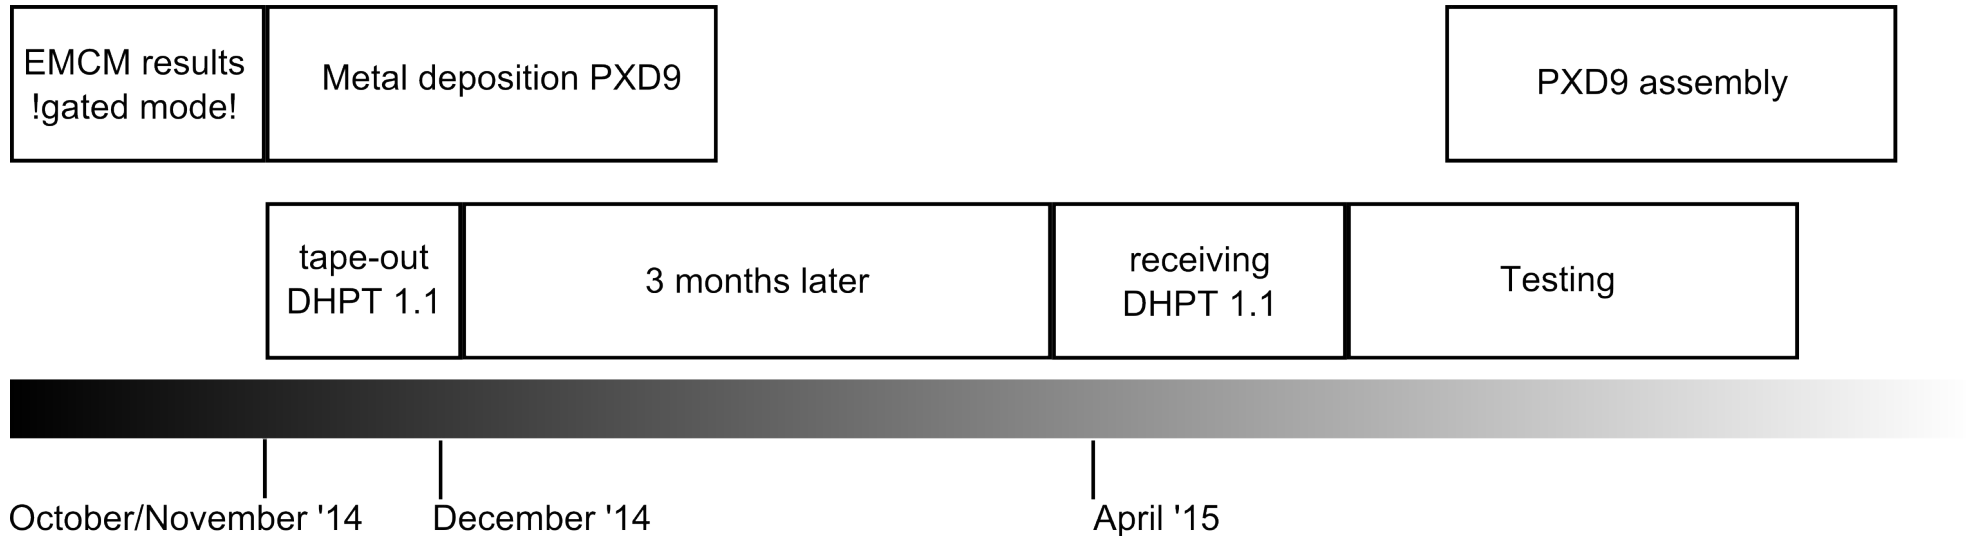 EMCM results
!gated mode!
Metal deposition PXD9
PXD9 assembly
tape-out
DHPT 1.1
3 months later
receiving
DHPT 1.1
Testing
October/November '14
December '14
April '15